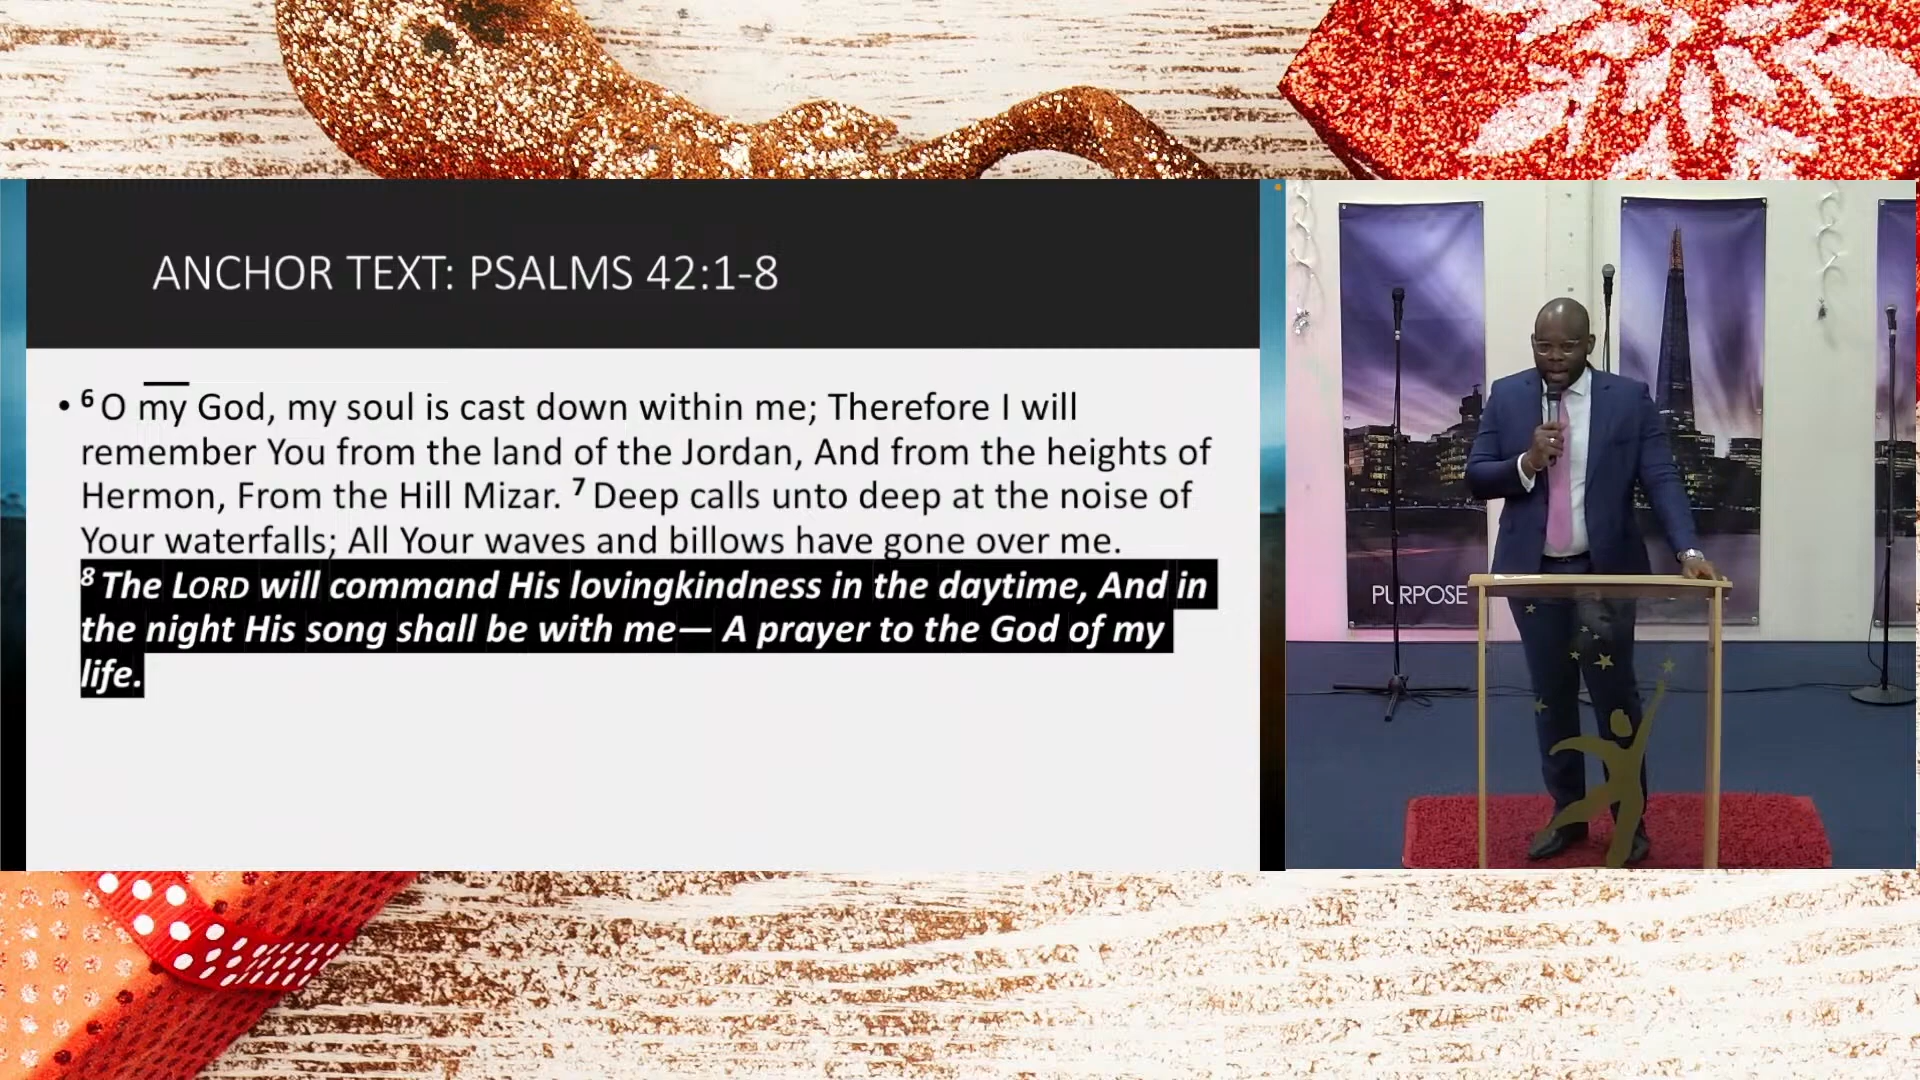 ANCHOR TEXT: PSALMS 42:1-8
• 6 O my God, my soul is cast down within me; Therefore I will
remember You from the land of the Jordan, And from the heights of
Hermon, From the Hill Mizar. 7 Deep calls unto deep at the noise of
Your waterfalls; All Your waves and billows have gone over me.
8 The LORD will command His lovingkindness in the daytime, And in
the night His song shall be with me— A prayer to the God of my
life.
PURPOSE